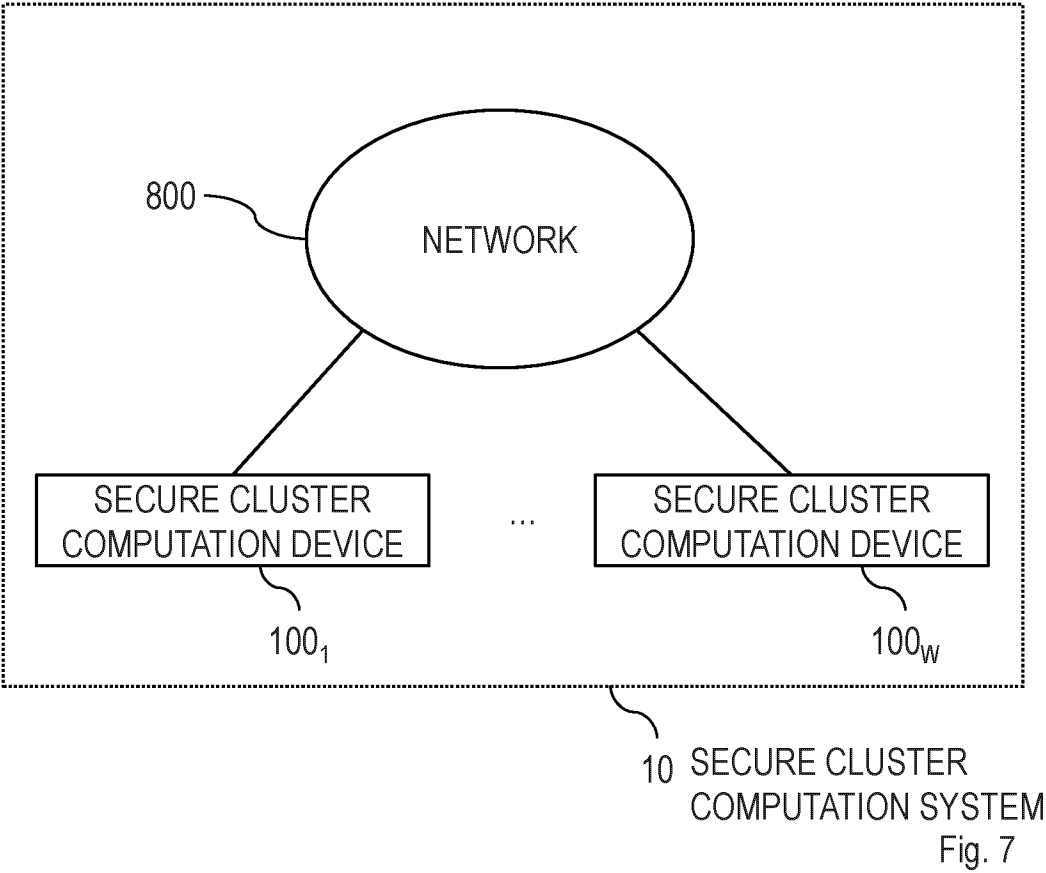 800
NETWORK
SECURE CLUSTER
COMPUTATION DEVICE
...
SECURE CLUSTER
COMPUTATION DEVICE
100₁
100W
10 SECURE CLUSTER
COMPUTATION SYSTEM
Fig. 7